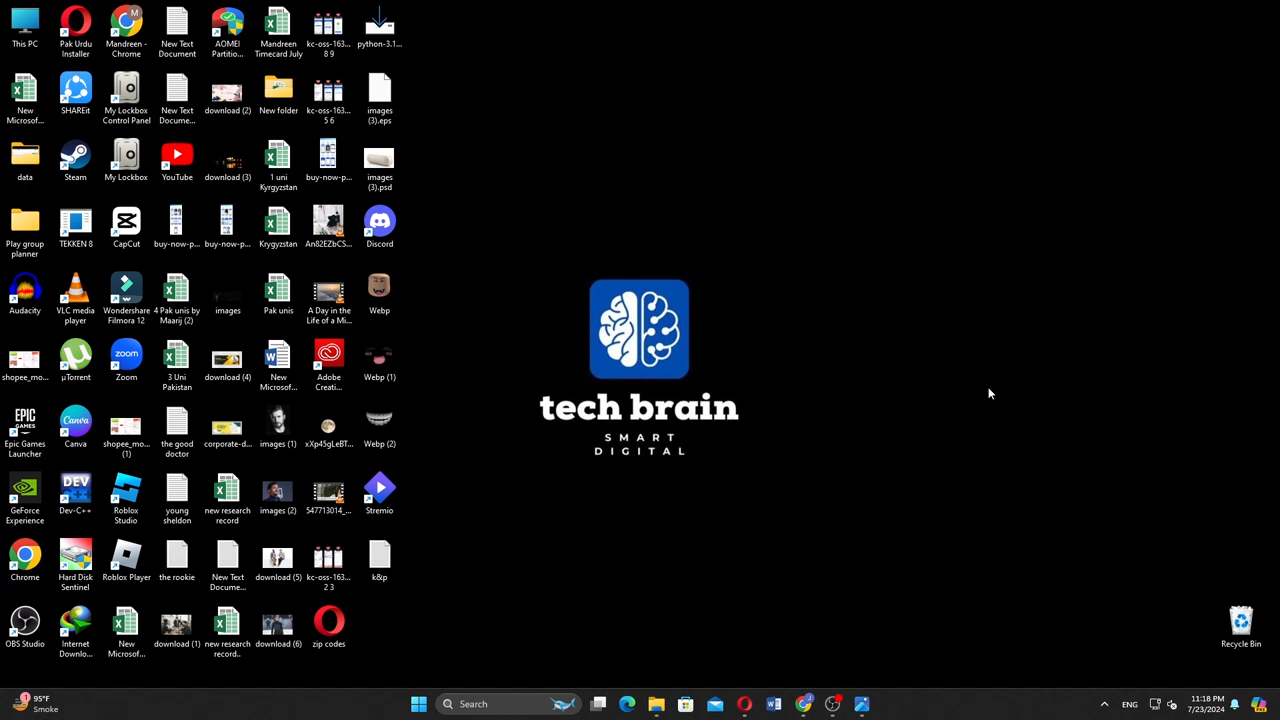 This PC
Pak Urdu
Installer
Mandreen -
Chrome
New Text
Document
AOMEI
Partitio...
Mandreen
Timecard July
kc-oss-163...
8 9
python-3.1...
New
Microsof...
SHAREit
My Lockbox
Control Panel
New Text
Docume...
download (2)
New folder
kc-oss-163...
5 6
images
(3).eps
data
Steam
My Lockbox
YouTube
download (3)
1 uni
Kyrgyzstan
buy-now-p...
images
(3).psd
Play group
planner
TEKKEN 8
CapCut
buy-now-p...
buy-now-p...
Krygyzstan
An82EZbCS...
Discord
Audacity
VLC media
player
Wondershare
Filmora 12
4 Pak unis by
Maarij (2)
images
Pak unis
A Day in the
Life of a Mi...
Webp
shopee_mo...
µTorrent
Zoom
3 Uni
Pakistan
download (4)
New
Microsof...
Adobe
Creati...
Webp (1)
EPIC
GAMES
Epic Games
Launcher
Canva
Canva
shopee_mo...
(1)
the good
doctor
corporate-d...
images (1)
xXp45gLeBT...
Webp (2)
GeForce
Experience
DEV
Dev-C++
Roblox
Studio
young
sheldon
new research
record
images (2)
547713014_...
Stremio
Chrome
Hard Disk
Sentinel
Roblox Player
the rookie
New Text
Docume...
download (5)
kc-oss-163...
2 3
k&p
OBS Studio
Internet
Downlo...
New
Microsof...
download (1)
new research
record..
download (6)
zip codes
tech brain
SMART
DIGITAL
Recycle Bin
95°F
Smoke
Search
ENG
11:18 PM
7/23/2024